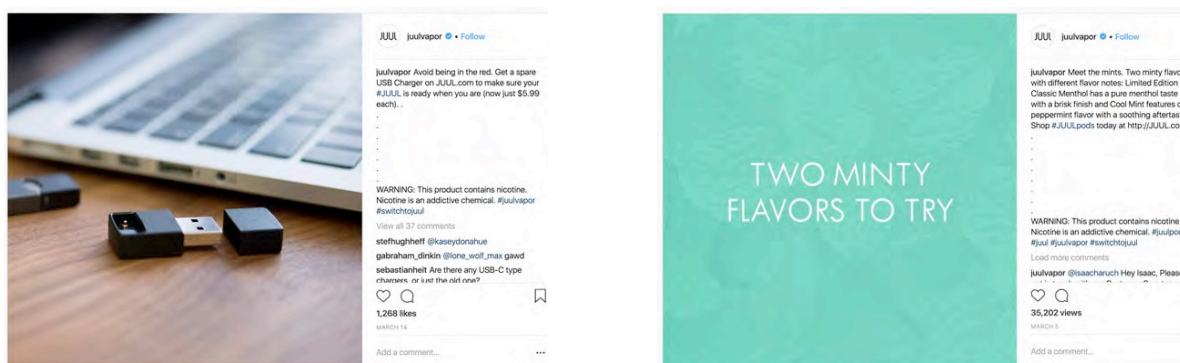 JUUL juulvapor • Follow
juulvapor Avoid being in the red. Get a spare
USB Charger on JUUL.com to make sure your
#JUUL is ready when you are (now just $5.99
each). .
.
.
.
.
.
.
WARNING: This product contains nicotine.
Nicotine is an addictive chemical. #juulvapor
#switchtojuul
View all 37 comments
stefhughheff @kaseydonahue
gabraham_dinkin @lone_wolf_max gawd
sebastianheit Are there any USB-C type
chargers, or just the old one?
1,268 likes
MARCH 14
Add a comment...
TWO MINTY
FLAVORS TO TRY
JUUL juulvapor • Follow
juulvapor Meet the mints. Two minty flavo
with different flavor notes: Limited Edition
Classic Menthol has a pure menthol taste
with a brisk finish and Cool Mint features
peppermint flavor with a soothing aftertas
Shop #JUULpods today at http://JUUL.co
.
.
.
.
.
.
WARNING: This product contains nicotine
Nicotine is an addictive chemical. #juulpo
#juul #juulvapor #switchtojuul
Load more comments
juulvapor @isaacharuch Hey Isaac, Please
35,202 views
MARCH 5
Add a comment...